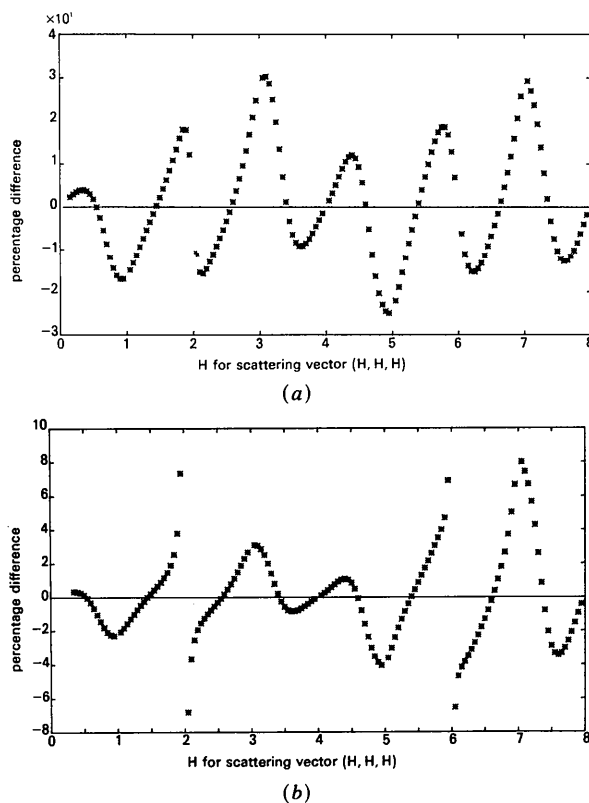 ×10¹
4
3
2
1
0
−1
−2
−3
percentage difference
0 1 2 3 4 5 6 7 8
H for scattering vector (H, H, H)
(a)
10
8
6
4
2
0
−2
−4
−6
−8
percentage difference
0 1 2 3 4 5 6 7 8
H for scattering vector (H, H, H)
(b)